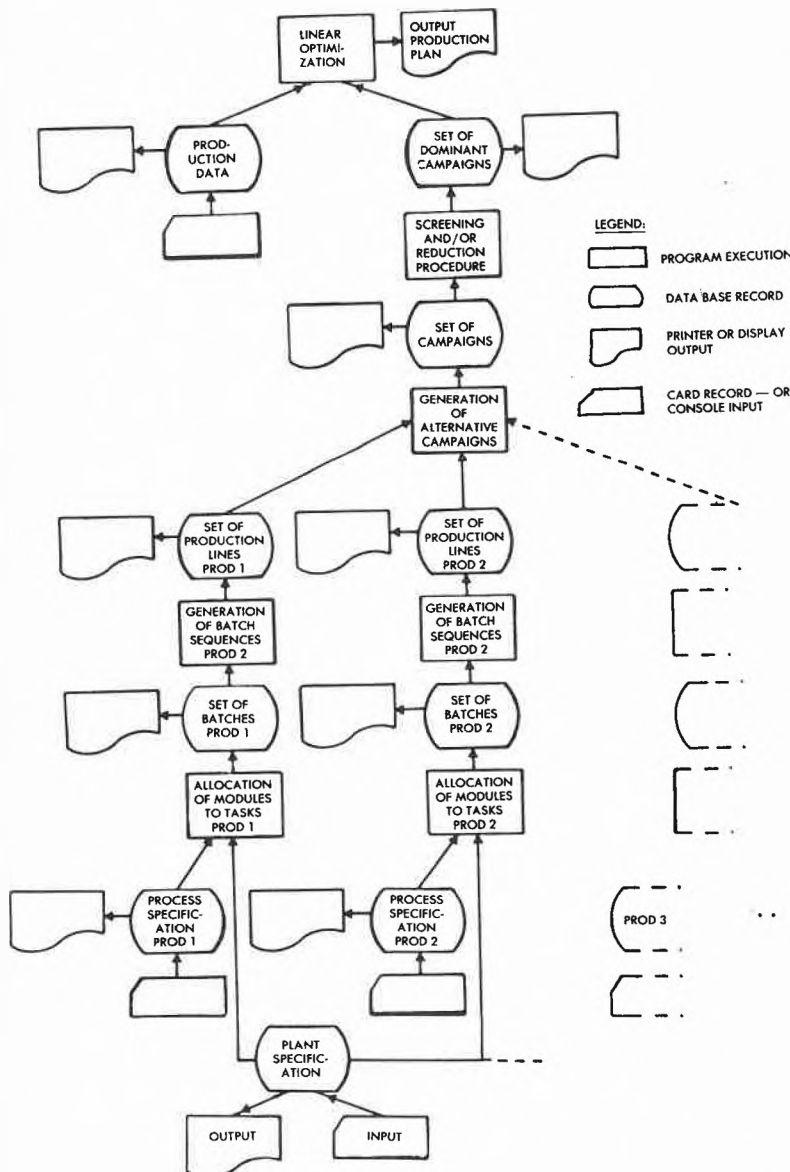 LINEAR
OPTIMI-
ZATION
OUTPUT
PRODUCTION
PLAN
PROD-
UCTION
DATA
SET OF
DOMINANT
CAMPAIGNS
SCREENING
AND/OR
REDUCTION
PROCEDURE
LEGEND:
PROGRAM EXECUTION
DATA BASE RECORD
PRINTER OR DISPLAY
OUTPUT
CARD RECORD — OR
CONSOLE INPUT
SET OF
CAMPAIGNS
GENERATION
OF
ALTERNATIVE
CAMPAIGNS
SET OF
PRODUCTION
LINES
PROD 1
SET OF
PRODUCTION
LINES
PROD 2
GENERATION
OF BATCH
SEQUENCES
PROD 2
GENERATION
OF BATCH
SEQUENCES
PROD 2
SET OF
BATCHES
PROD 1
SET OF
BATCHES
PROD 2
ALLOCATION
OF MODULES
TO TASKS
PROD 1
ALLOCATION
OF MODULES
TO TASKS
PROD 2
PROCESS
SPECIFIC-
ATION
PROD 1
PROCESS
SPECIFIC-
ATION
PROD 2
PROD 3
PLANT
SPECIFIC-
ATION
OUTPUT
INPUT